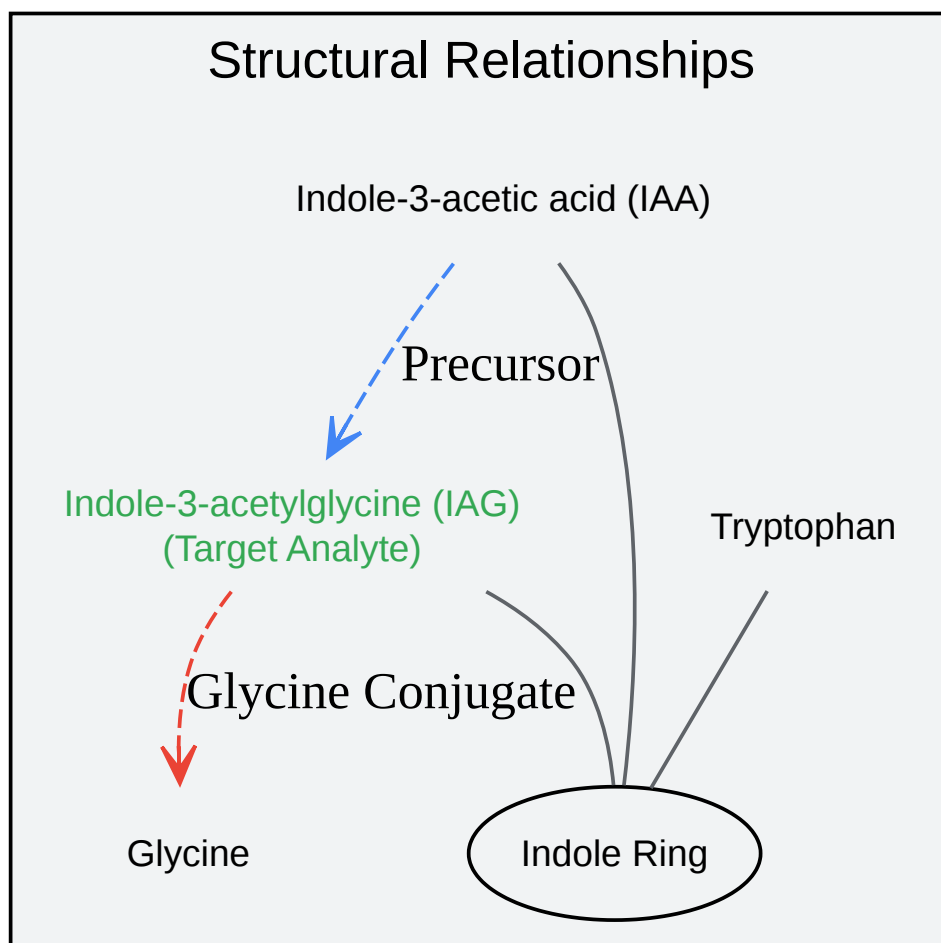 Structural Relationships
Indole-3-acetic acid (IAA)
Precursor
Indole-3-acetylglycine (IAG)
(Target Analyte)
Tryptophan
Glycine Conjugate
Glycine
Indole Ring